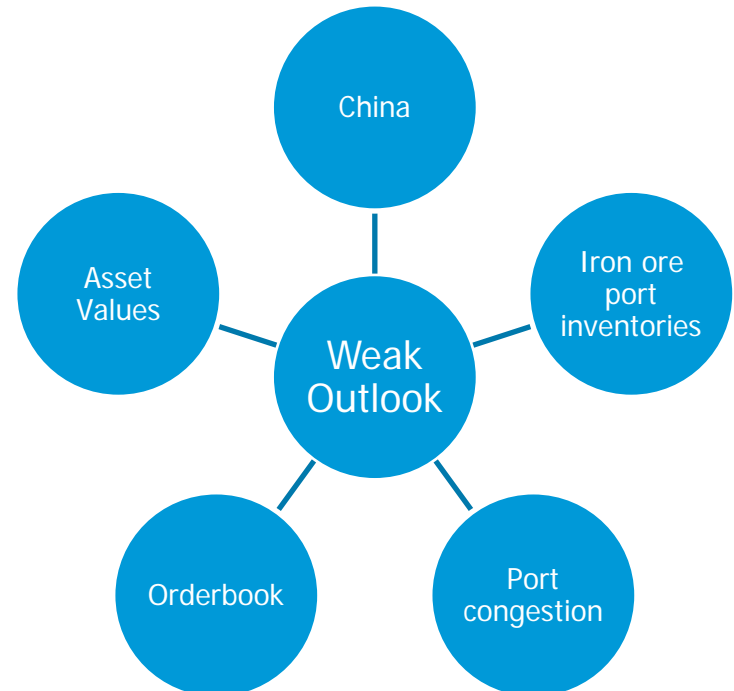 China
Asset
Values
Iron ore
port
inventories
Weak
Outlook
Orderbook
Port
congestion